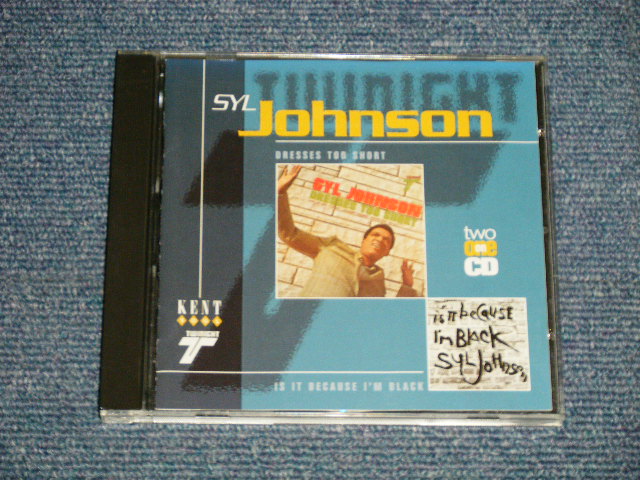 TWINIGHT
SYL
Johnson
DRESSES TOO SHORT
SYL JOHNSON
DRESSES TOO SHORT
two
one
on
CD
KENT
TWINIGHT
T
is it because
I'm BLACK
SYL JOHNSON
IS IT BECAUSE I'M BLACK